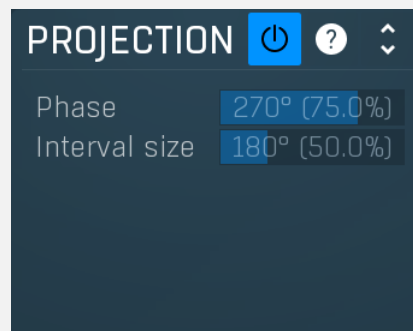 PROJECTION ?
Phase 270° (75.0%)
Interval size 180° (50.0%)